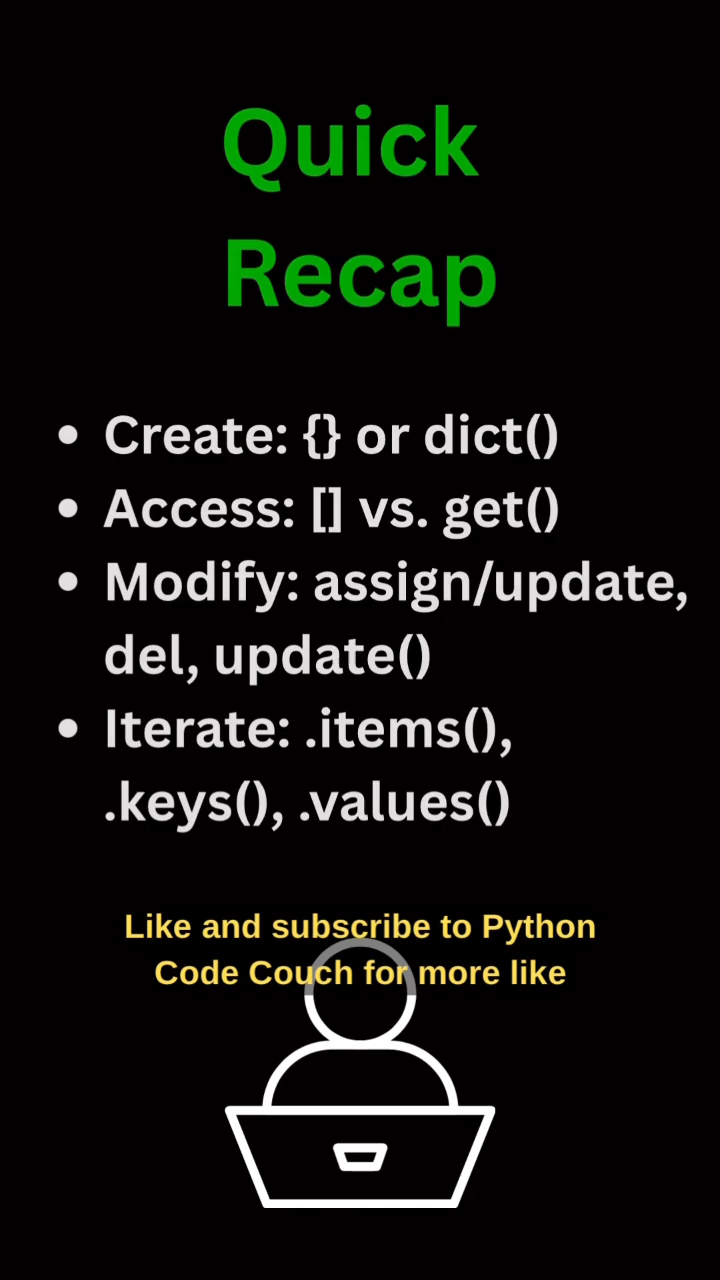 Quick
Recap
• Create: {} or dict()
• Access: [] vs. get()
• Modify: assign/update,
del, update()
• Iterate: .items(),
.keys(), .values()
Like and subscribe to Python
Code Couch for more like